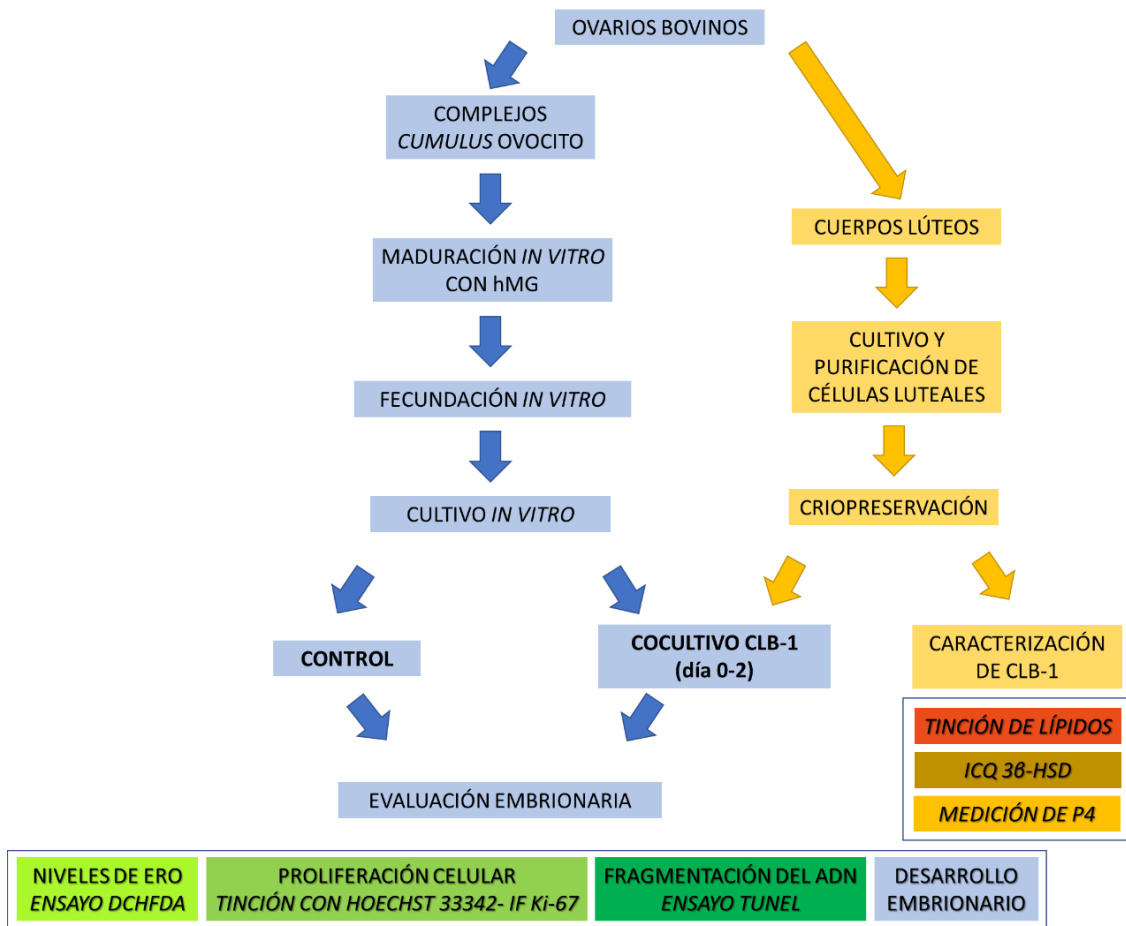 OVARIOS BOVINOS
COMPLEJOS
CUMULUS OVOCITO
MADURACIÓN IN VITRO
CON hMG
FECUNDACIÓN IN VITRO
CULTIVO IN VITRO
CUERPOS LÚTEOS
CULTIVO Y
PURIFICACIÓN DE
CÉLULAS LUTEALES
CRIOPRESERVACIÓN
CONTROL
COCULTIVO CLB-1
(día 0-2)
CARACTERIZACIÓN
DE CLB-1
TINCIÓN DE LÍPIDOS
ICQ 3β-HSD
MEDICIÓN DE P4
EVALUACIÓN EMBRIONARIA
NIVELES DE ERO
ENSAYO DCHFDA
PROLIFERACIÓN CELULAR
TINCIÓN CON HOECHST 33342- IF Ki-67
FRAGMENTACIÓN DEL ADN
ENSAYO TUNEL
DESARROLLO
EMBRIONARIO